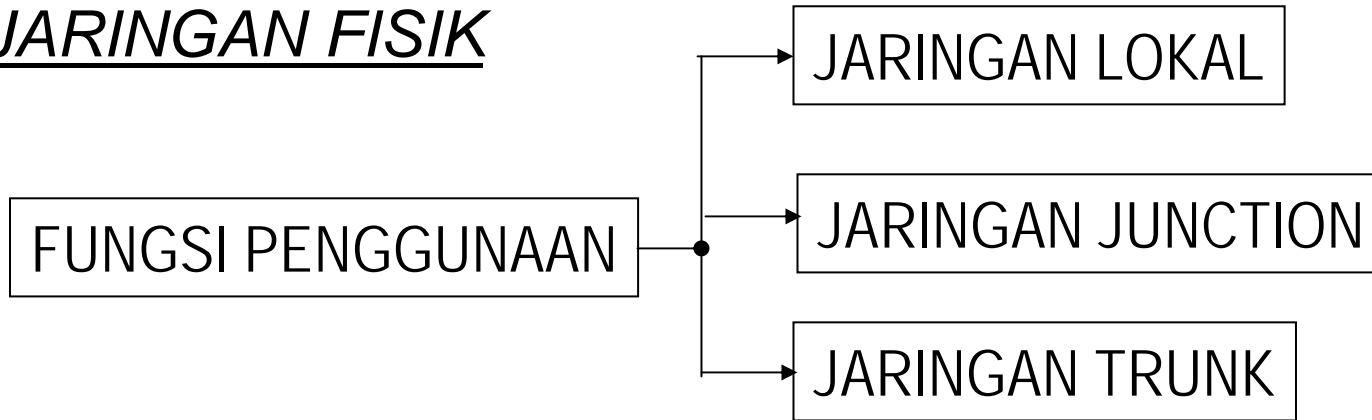 JARINGAN FISIK
JARINGAN LOKAL
FUNGSI PENGGUNAAN
JARINGAN JUNCTION
JARINGAN TRUNK